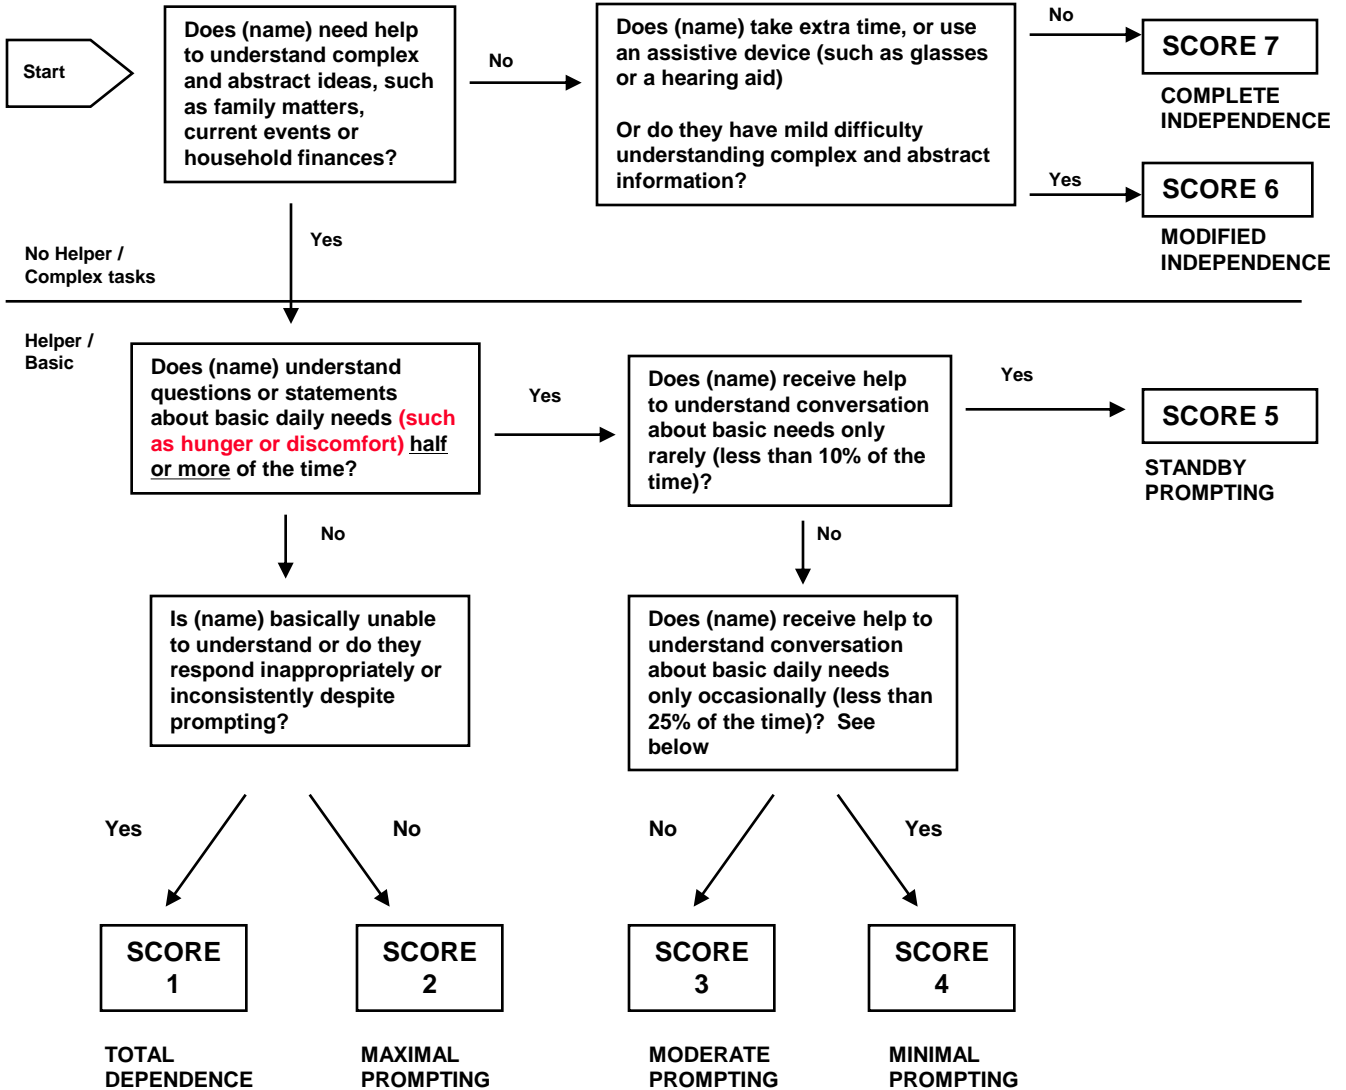 Start
Does (name) need help
to understand complex
and abstract ideas, such
as family matters,
current events or
household finances?
No
Does (name) take extra time, or use
an assistive device (such as glasses
or a hearing aid)
Or do they have mild difficulty
understanding complex and abstract
information?
No
SCORE 7
COMPLETE
INDEPENDENCE
Yes
SCORE 6
MODIFIED
INDEPENDENCE
Yes
No Helper /
Complex tasks
Helper /
Basic
Does (name) understand
questions or statements
about basic daily needs (such
as hunger or discomfort) half
or more of the time?
Yes
Does (name) receive help
to understand conversation
about basic needs only
rarely (less than 10% of the
time)?
Yes
SCORE 5
STANDBY
PROMPTING
No
No
Is (name) basically unable
to understand or do they
respond inappropriately or
inconsistently despite
prompting?
Does (name) receive help to
understand conversation
about basic daily needs
only occasionally (less than
25% of the time)?  See
below
Yes
No
No
Yes
SCORE
1
SCORE
2
SCORE
3
SCORE
4
TOTAL
DEPENDENCE
MAXIMAL
PROMPTING
MODERATE
PROMPTING
MINIMAL
PROMPTING